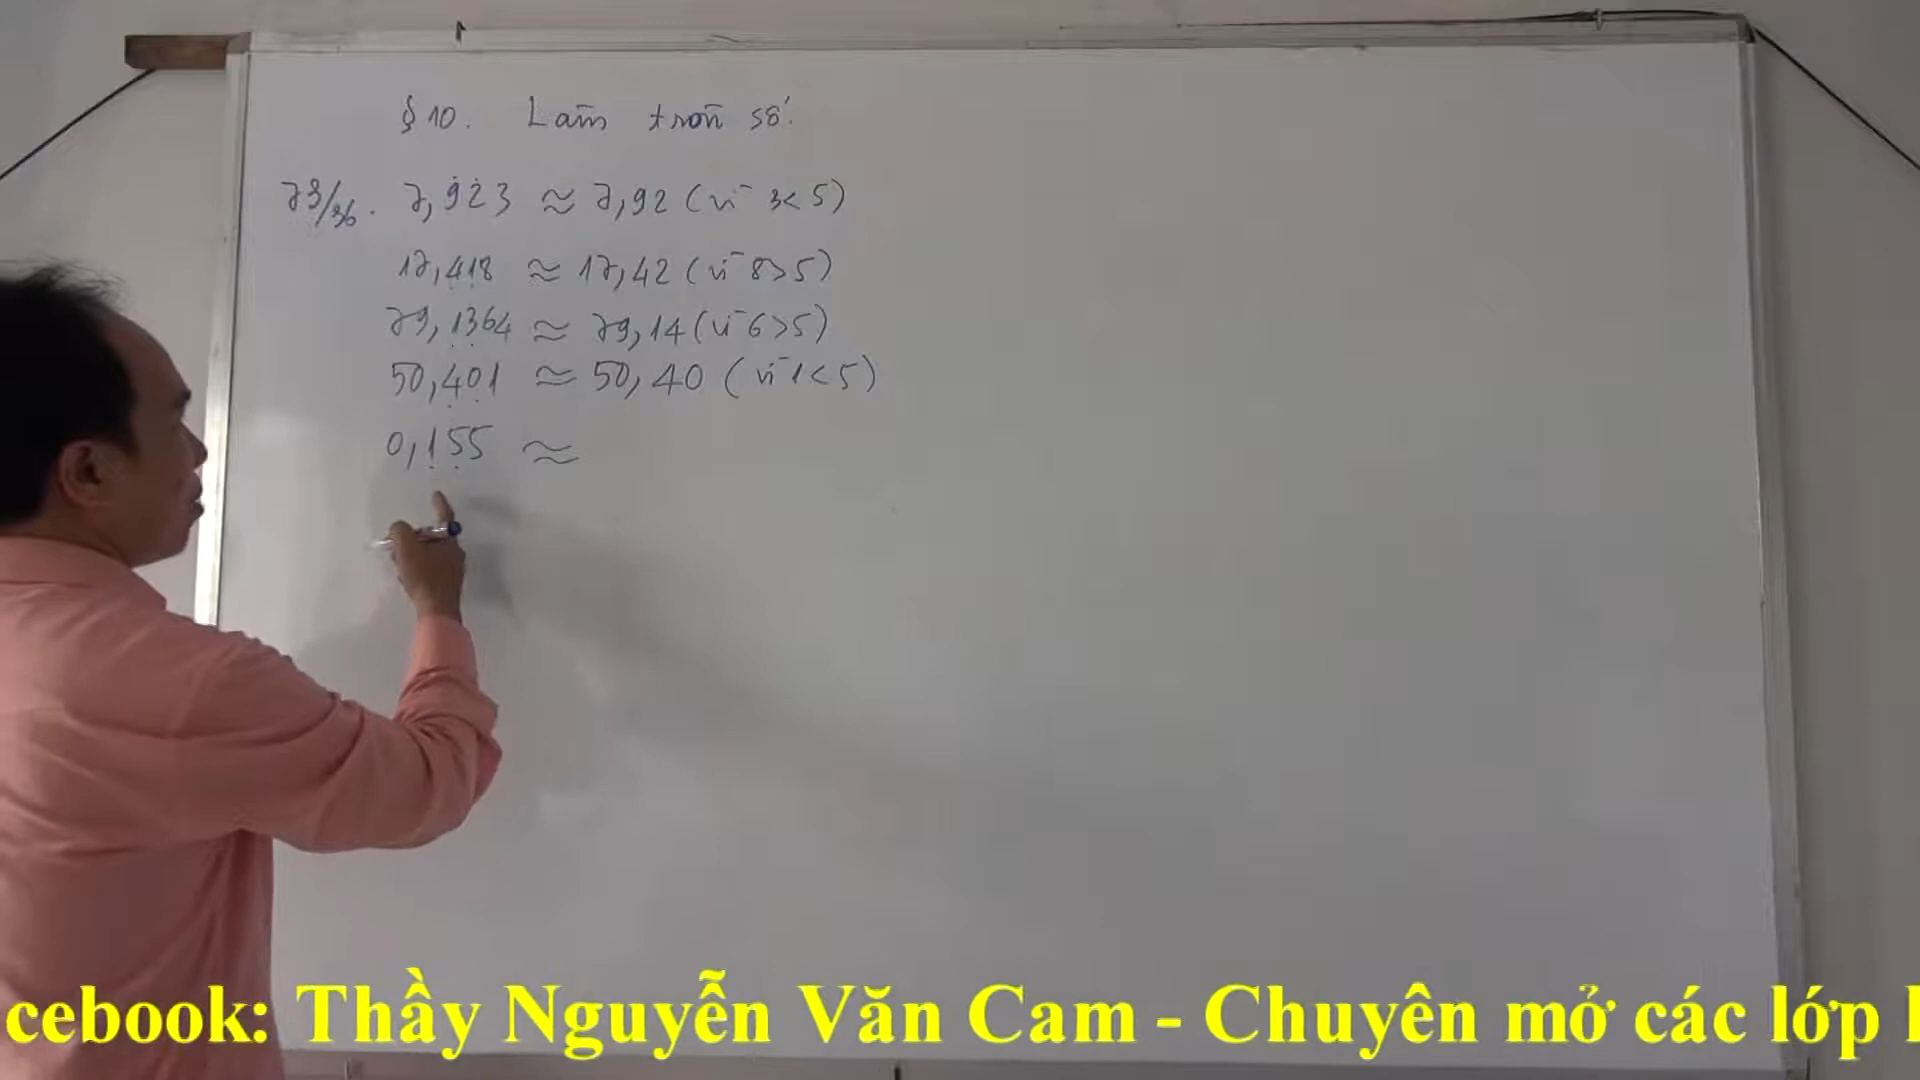 § 10. Làm tròn số.
73/36. 7,923 ≈ 7,92 (vì 3<5)
17,418 ≈ 17,42 (vì 8>5)
79,1364 ≈ 79,14 (vì 6>5)
50,401 ≈ 50,40 (vì 1<5)
0,155 ≈
cebook: Thầy Nguyễn Văn Cam - Chuyên mở các lớp